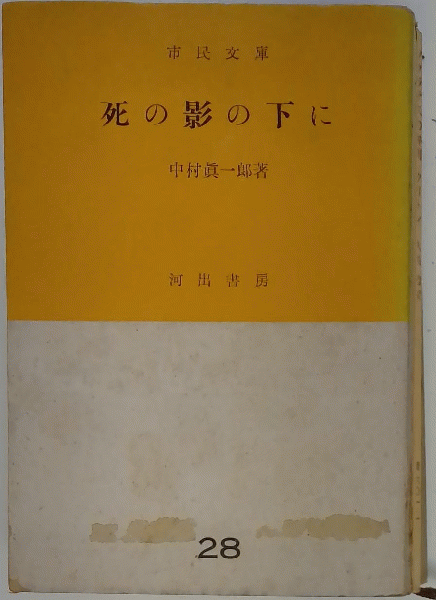 市民文庫
死の影の下に
中村眞一郎著
河出書房
28